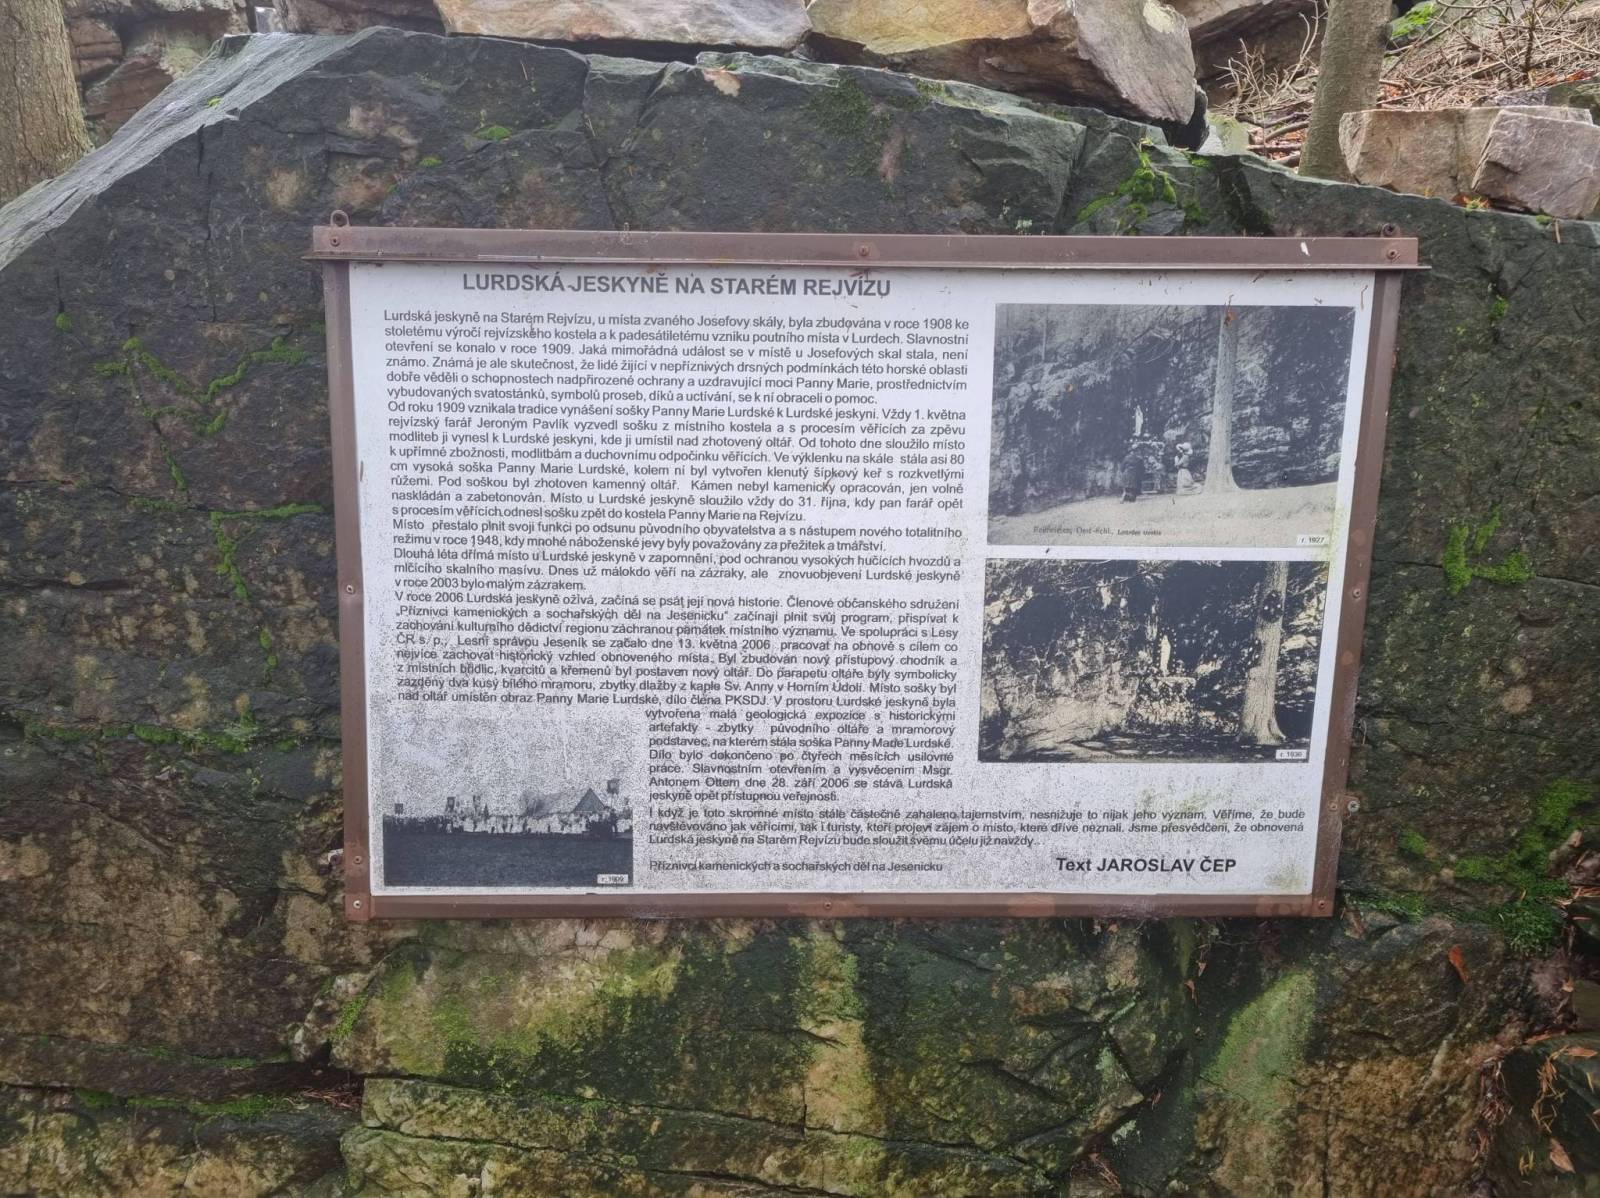 LURDSKÁ JESKYNĚ NA STARÉM REJVÍZU
Lurdská jeskyně na Starém Rejvízu, u místa zvaného Josefovy skály, byla zbudována v roce 1908 ke
stoletému výročí rejvízského kostela a k padesátiletému vzniku poutního místa v Lurdech. Slavnostní
otevření se konalo v roce 1909. Jaká mimořádná událost se v místě u Josefových skal stala, není
známo. Známá je ale skutečnost, že lidé žijící v nepříznivých drsných podmínkách této horské oblasti
dobře věděli o schopnostech nadpřirozené ochrany a uzdravující moci Panny Marie, prostřednictvím
vybudovaných svatostánků, symbolů proseb, díků a uctívání, se k ní obraceli o pomoc.
Od roku 1909 vznikala tradice vynášení sošky Panny Marie Lurdské k Lurdské jeskyni. Vždy 1. května
rejvízský farář Jeroným Pavlík vyzvedl sošku z místního kostela a s procesím věřících za zpěvu
modliteb ji vynesl k Lurdské jeskyni, kde ji umístil nad zhotovený oltář. Od tohoto dne sloužilo místo
k upřímné zbožnosti, modlitbám a duchovnímu odpočinku věřících. Ve výklenku na skále stála asi 80
cm vysoká soška Panny Marie Lurdské, kolem ní byl vytvořen klenutý šípkový keř s rozkvetlými
růžemi. Pod soškou byl zhotoven kamenný oltář. Kámen nebyl kamenicky opracován, jen volně
naskládán a zabetonován. Místo u Lurdské jeskyně sloužilo vždy do 31. října, kdy pan farář opět
s procesím věřících odnesl sošku zpět do kostela Panny Marie na Rejvízu.
Místo přestalo plnit svoji funkci po odsunu původního obyvatelstva a s nástupem nového totalitního
režimu v roce 1948, kdy mnohé náboženské jevy byly považovány za přežitek a tmářství.
Dlouhá léta dřímá místo u Lurdské jeskyně v zapomnění, pod ochranou vysokých hučících hvozdů a
mlčícího skalního masívu. Dnes už málokdo věří na zázraky, ale znovuobjevení Lurdské jeskyně
v roce 2003 bylo malým zázrakem.
V roce 2006 Lurdská jeskyně ožívá, začíná se psát její nová historie. Členové občanského sdružení
„Příznivci kamenických a sochařských děl na Jesenicku" začínají plnit svůj program, přispívat k
zachování kulturního dědictví regionu záchranou památek místního významu. Ve spolupráci s Lesy
ČR s. p., Lesní správou Jeseník se začalo dne 13. května 2006 pracovat na obnově s cílem co
nejvíce zachovat historický vzhled obnoveného místa. Byl zbudován nový přístupový chodník a
z místních břidlic, kvarcitů a křemenů byl postaven nový oltář. Do parapetu oltáře byly symbolicky
zazděny dva kusy bílého mramoru, zbytky dlažby z kaple Sv. Anny v Horním Údolí. Místo sošky byl
nad oltář umístěn obraz Panny Marie Lurdské, dílo člena PKSDJ. V prostoru Lurdské jeskyně byla
vytvořena malá geologická expozice s historickými
artefakty - zbytky původního oltáře a mramorový
podstavec, na kterém stála soška Panny Marie Lurdské.
Dílo bylo dokončeno po čtyřech měsících usilovné
práce. Slavnostním otevřením a vysvěcením Msgr.
Antonem Ottem dne 28. září 2006 se stává Lurdská
jeskyně opět přístupnou veřejnosti.
I když je toto skromné místo stále částečně zahaleno tajemstvím, nesnižuje to nijak jeho význam. Věříme, že bude
navštěvováno jak věřícími, tak i turisty, kteří projeví zájem o místo, které dříve neznali. Jsme přesvědčeni, že obnovená
Lurdská jeskyně na Starém Rejvízu bude sloužit svému účelu již navždy...
Příznivci kamenických a sochařských děl na Jesenicku
Text JAROSLAV ČEP
r. 1927
r. 1936
r. 1909